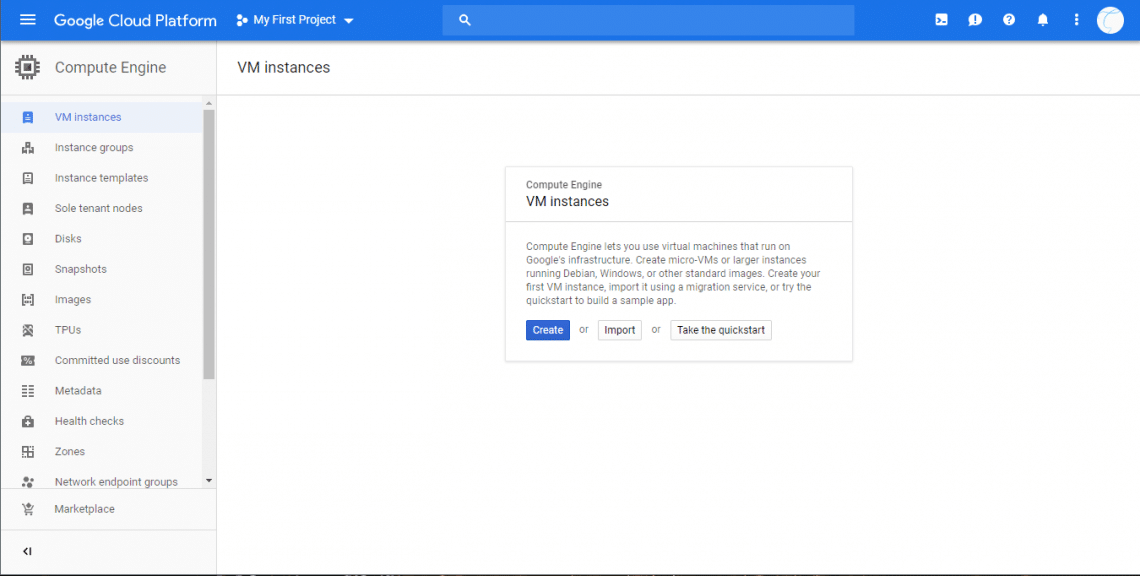 Google Cloud Platform
My First Project
Compute Engine
VM instances
VM instances
Instance groups
Instance templates
Sole tenant nodes
Disks
Snapshots
Images
TPUs
Committed use discounts
Metadata
Health checks
Zones
Network endpoint groups
Marketplace
Compute Engine
VM instances
Compute Engine lets you use virtual machines that run on
Google's infrastructure. Create micro-VMs or larger instances
running Debian, Windows, or other standard images. Create your
first VM instance, import it using a migration service, or try the
quickstart to build a sample app.
Create or Import or Take the quickstart